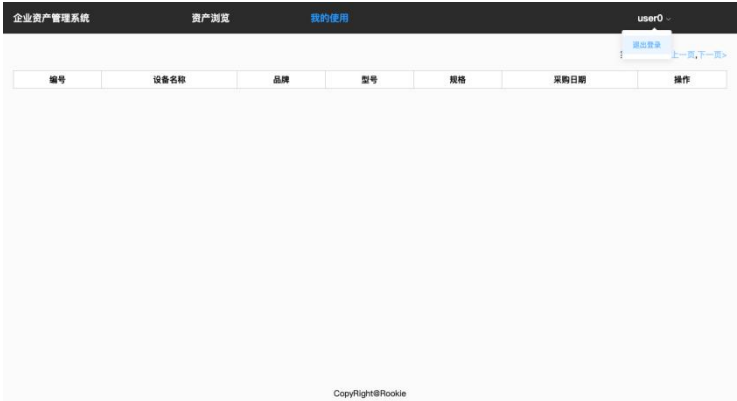 企业资产管理系统 资产浏览 我的使用 user0
退出登录
上一页,下一页>
编号 设备名称 品牌 型号 规格 采购日期 操作
CopyRight@Rookie